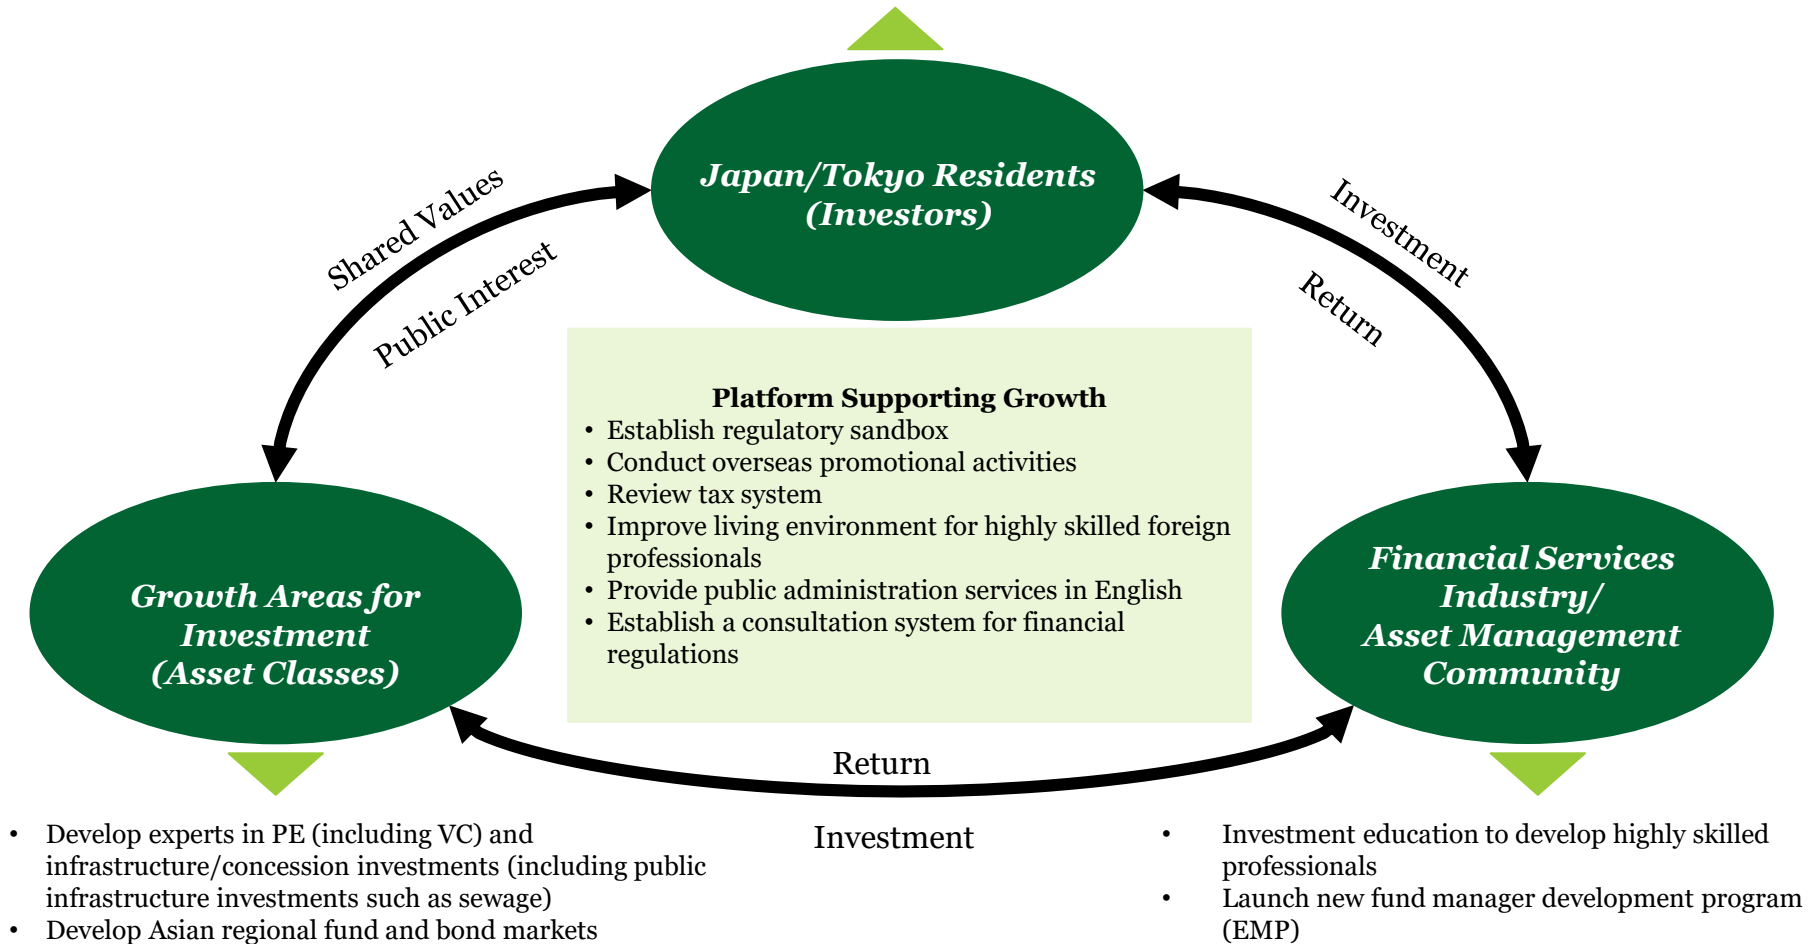 Japan/Tokyo Residents
(Investors)
Shared Values
Public Interest
Investment
Return
Platform Supporting Growth
• Establish regulatory sandbox
• Conduct overseas promotional activities
• Review tax system
• Improve living environment for highly skilled foreign
professionals
• Provide public administration services in English
• Establish a consultation system for financial
regulations
Growth Areas for
Investment
(Asset Classes)
Financial Services
Industry/
Asset Management
Community
Return
Investment
• Develop experts in PE (including VC) and
infrastructure/concession investments (including public
infrastructure investments such as sewage)
• Develop Asian regional fund and bond markets
• Investment education to develop highly skilled
professionals
• Launch new fund manager development program
(EMP)